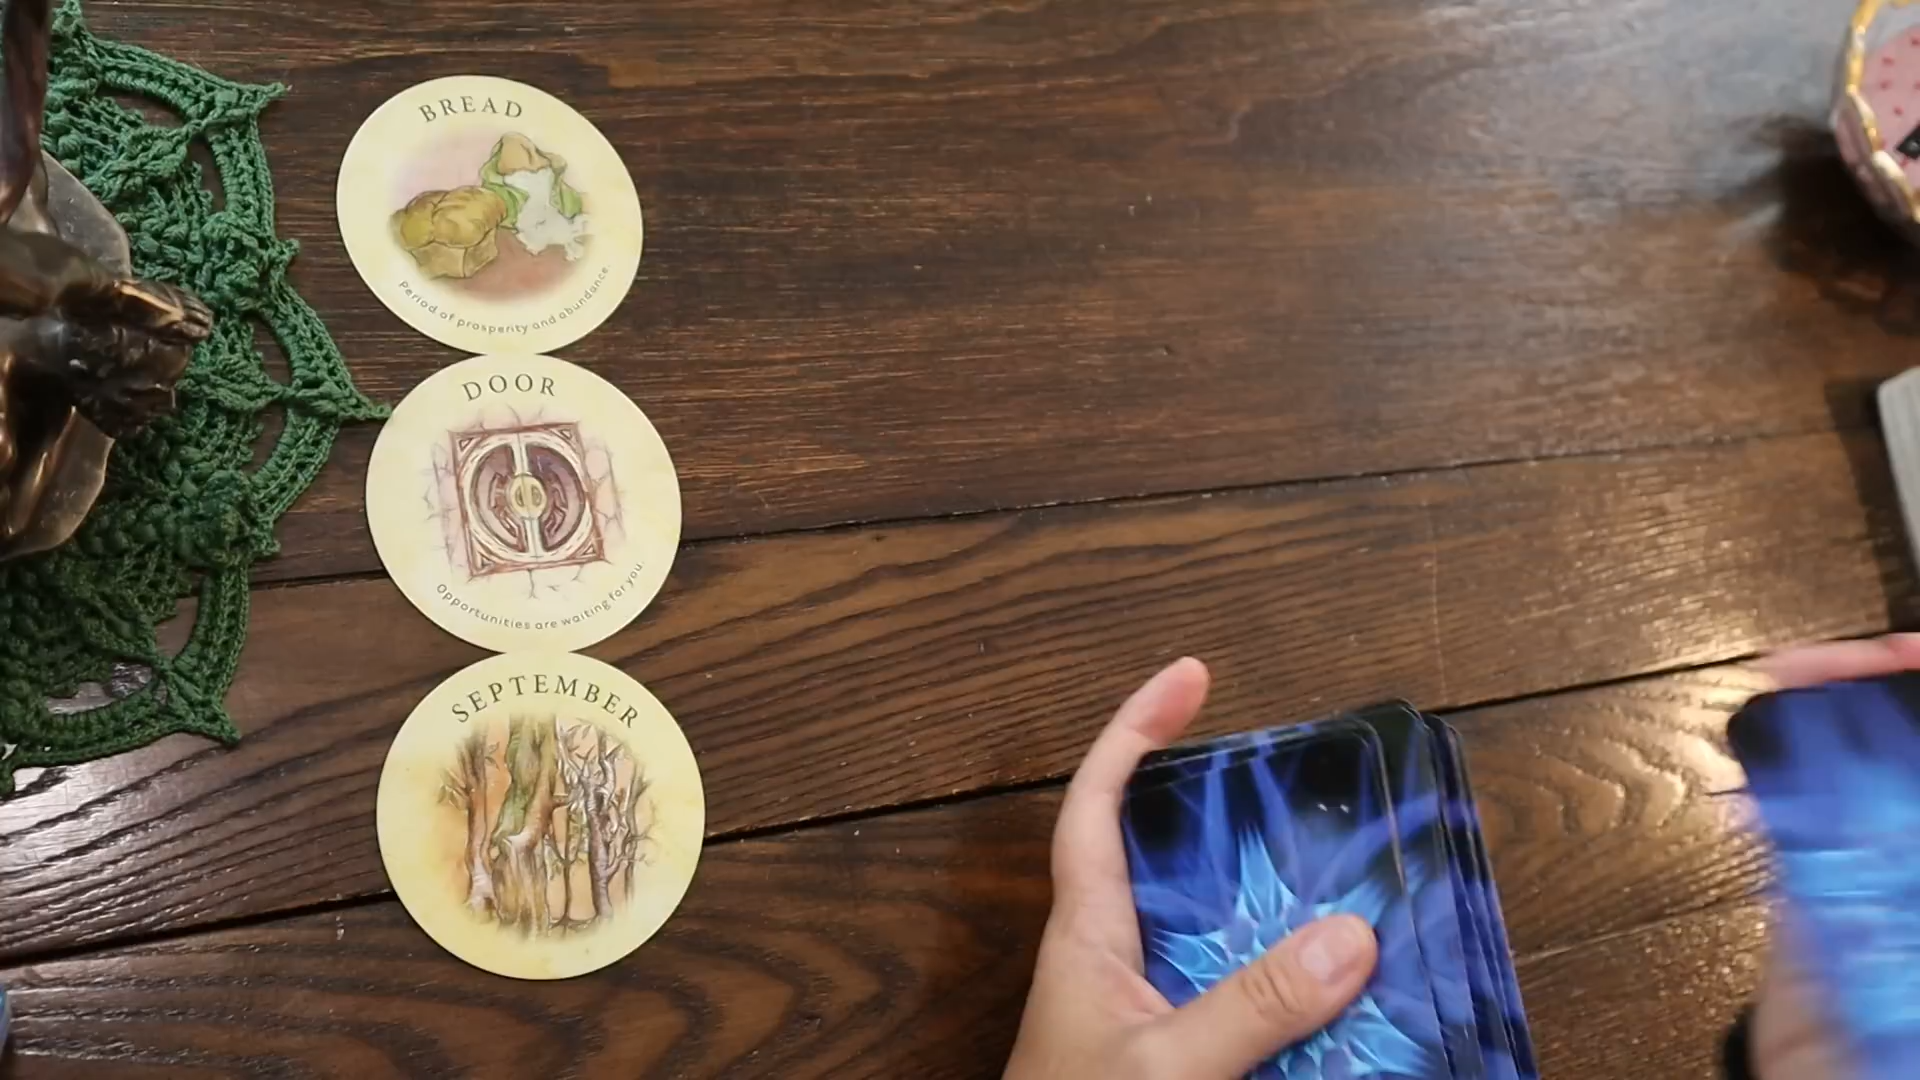 BREAD
Period of prosperity and abundance.
DOOR
Opportunities are waiting for you.
SEPTEMBER